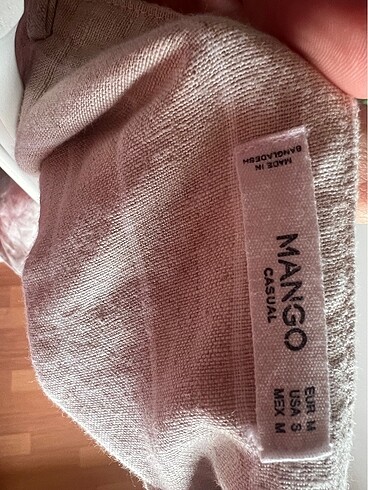 MANGO
CASUAL
EUR M
USA S
MEX M
MADE IN
BANGLADESH